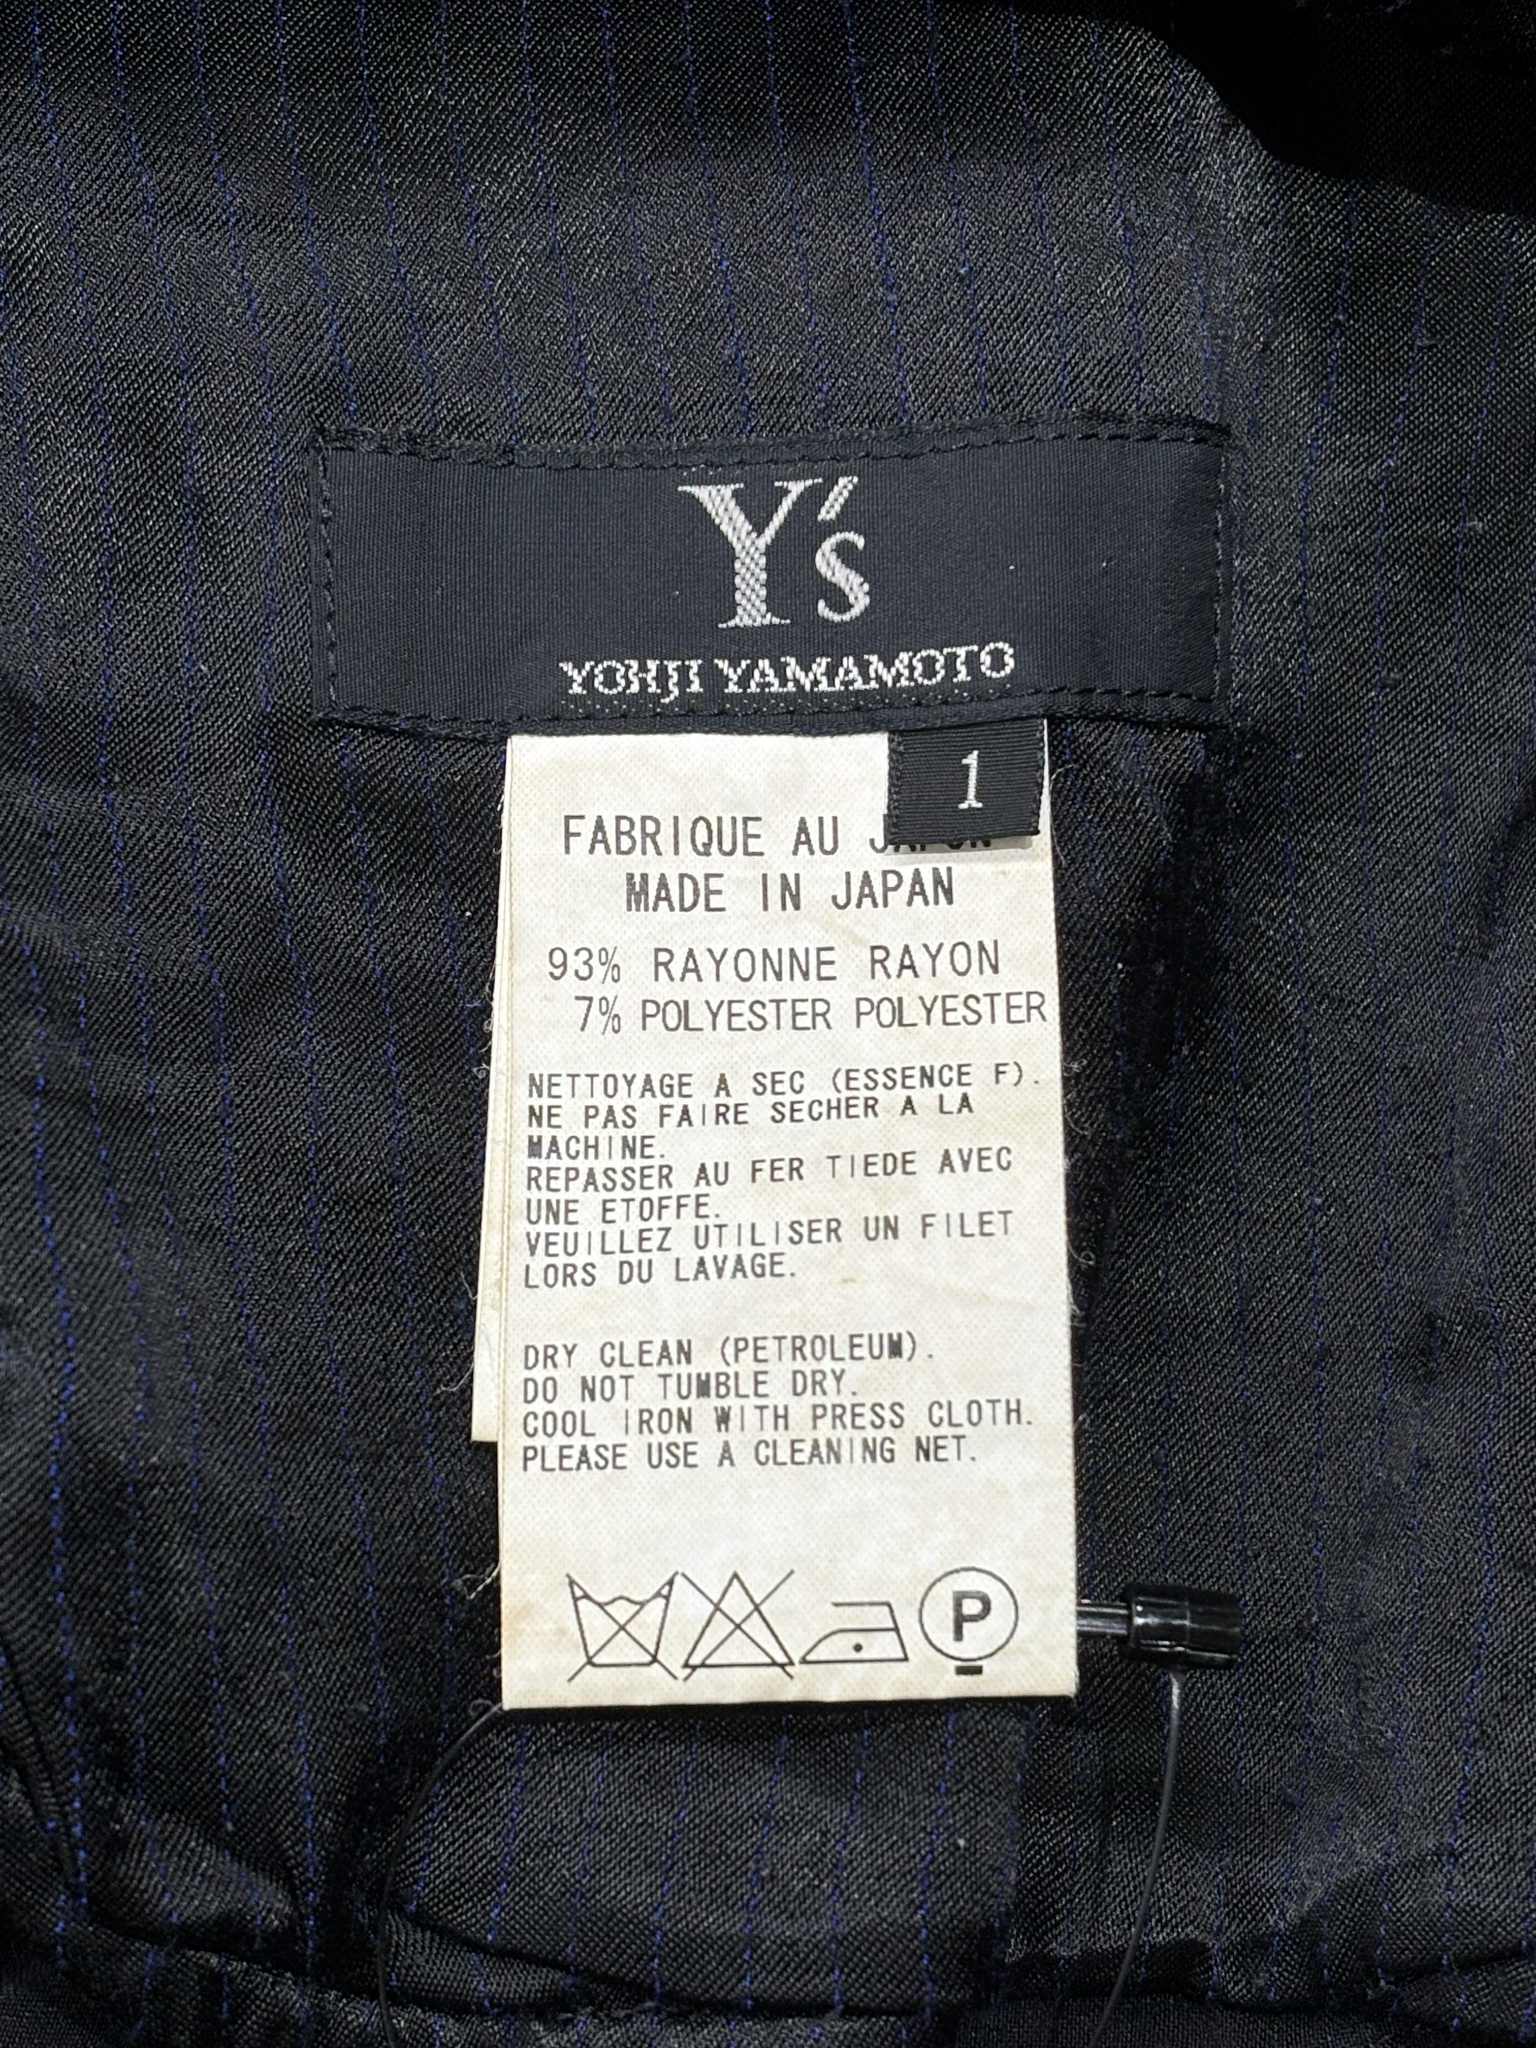 Y's
YOHJI YAMAMOTO
1
FABRIQUE AU JAPON
MADE IN JAPAN
93% RAYONNE RAYON
7% POLYESTER POLYESTER
NETTOYAGE A SEC (ESSENCE F).
NE PAS FAIRE SECHER A LA
MACHINE.
REPASSER AU FER TIEDE AVEC
UNE ETOFFE.
VEUILLEZ UTILISER UN FILET
LORS DU LAVAGE.
DRY CLEAN (PETROLEUM).
DO NOT TUMBLE DRY.
COOL IRON WITH PRESS CLOTH.
PLEASE USE A CLEANING NET.
P